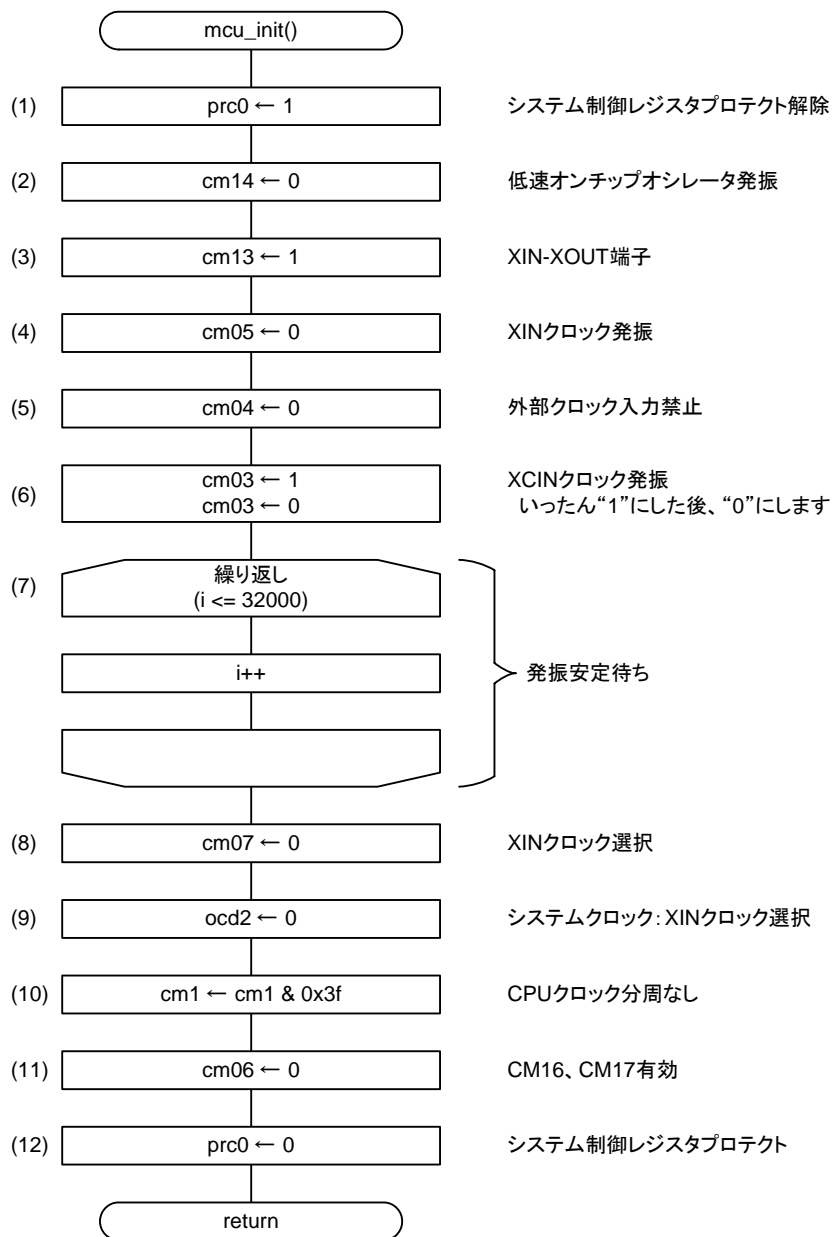 mcu_init()
(1) prc0 ← 1 システム制御レジスタプロテクト解除
(2) cm14 ← 0 低速オンチップオシレータ発振
(3) cm13 ← 1 XIN-XOUT端子
(4) cm05 ← 0 XINクロック発振
(5) cm04 ← 0 外部クロック入力禁止
(6) cm03 ← 1 XCINクロック発振
cm03 ← 0 いったん“1”にした後、“0”にします
(7) 繰り返し
(i <= 32000)
i++ 発振安定待ち
(8) cm07 ← 0 XINクロック選択
(9) ocd2 ← 0 システムクロック:XINクロック選択
(10) cm1 ← cm1 & 0x3f CPUクロック分周なし
(11) cm06 ← 0 CM16、CM17有効
(12) prc0 ← 0 システム制御レジスタプロテクト
return